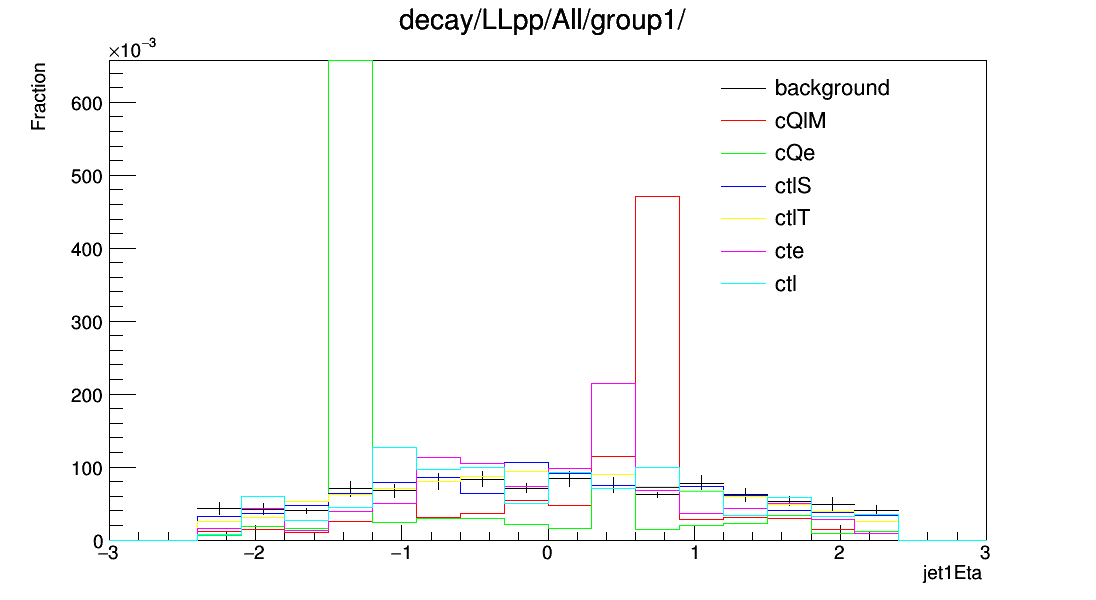 decay/LLpp/All/group1/
×10⁻³
Fraction
600
500
400
300
200
100
0
background
cQlM
cQe
ctlS
ctlT
cte
ctl
−3 −2 −1 0 1 2 3
jet1Eta